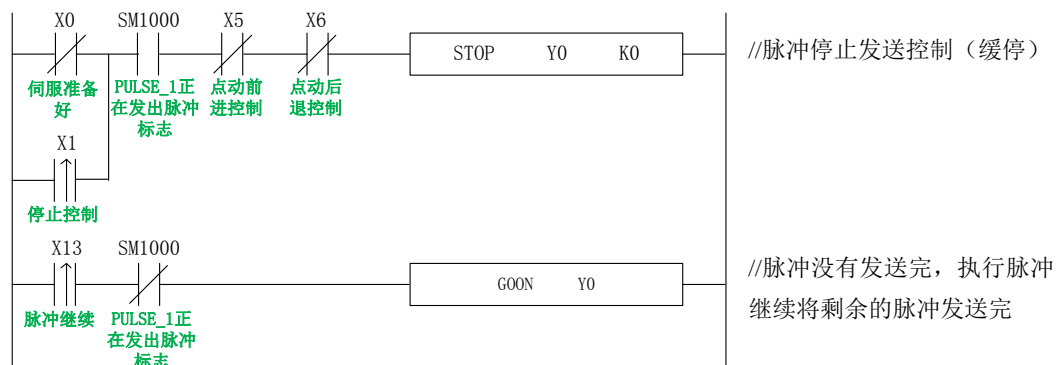 X0 SM1000 X5 X6
STOP Y0 K0
//脉冲停止发送控制（缓停）
伺服准备
好
PULSE_1正
在发出脉冲
标志
点动前
进控制
点动后
退控制
X1
停止控制
X13 SM1000
GOON Y0
//脉冲没有发送完，执行脉冲
继续将剩余的脉冲发送完
脉冲继续
PULSE_1正
在发出脉冲
标志